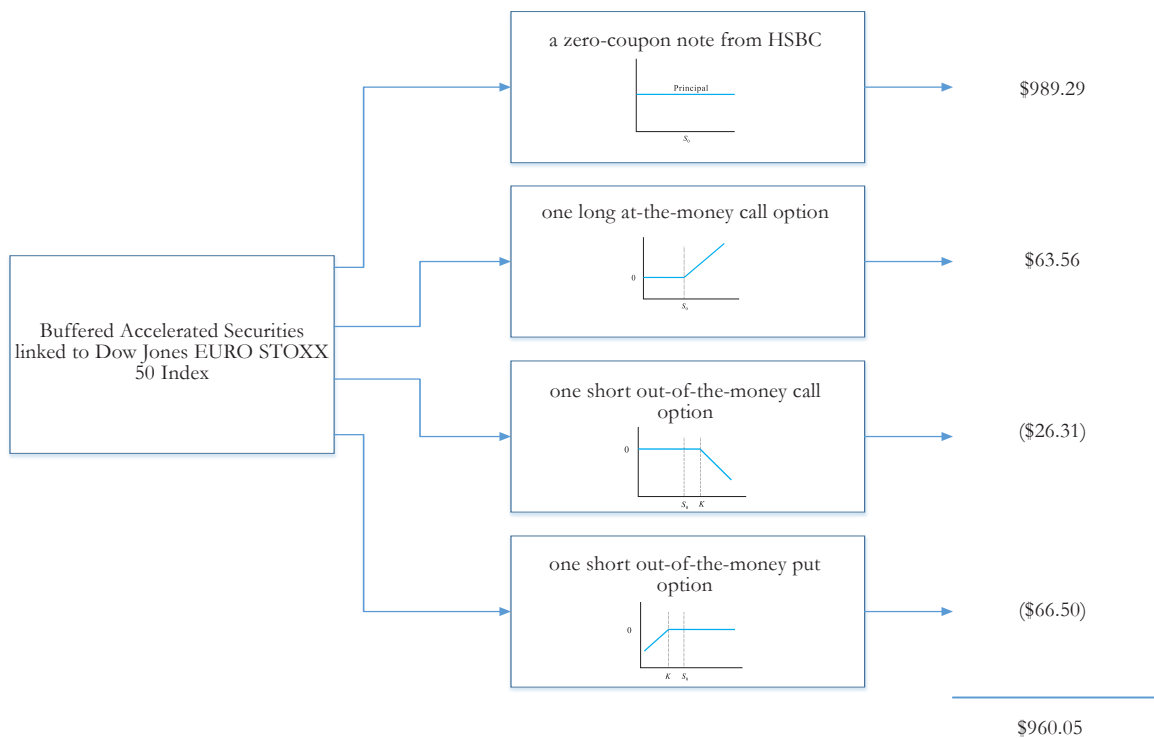 a zero-coupon note from HSBC
Principal
S₀
$989.29
one long at-the-money call option
0
S₀
$63.56
Buffered Accelerated Securities
linked to Dow Jones EURO STOXX
50 Index
one short out-of-the-money call
option
0
S₀ K
($26.31)
one short out-of-the-money put
option
0
K S₀
($66.50)
$960.05